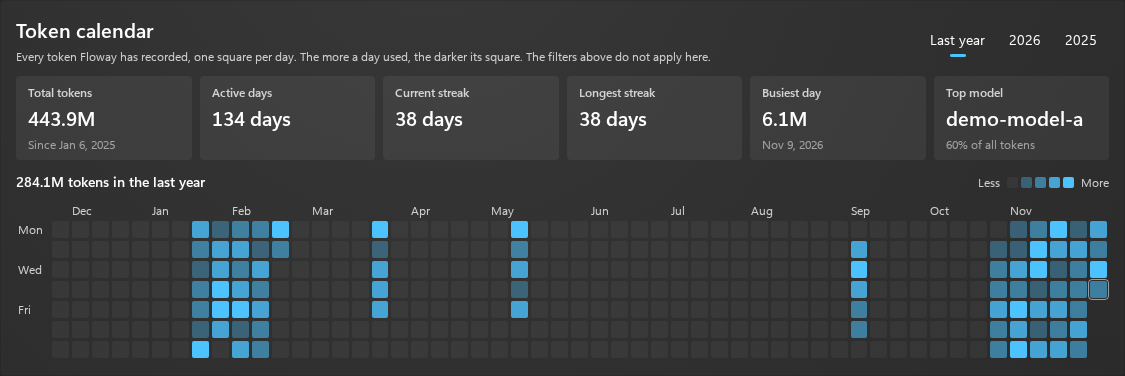 Token calendar
Last year 2026 2025
Every token Floway has recorded, one square per day. The more a day used, the darker its square. The filters above do not apply here.
Total tokens
443.9M
Since Jan 6, 2025
Active days
134 days
Current streak
38 days
Longest streak
38 days
Busiest day
6.1M
Nov 9, 2026
Top model
demo-model-a
60% of all tokens
284.1M tokens in the last year
Less More
Dec Jan Feb Mar Apr May Jun Jul Aug Sep Oct Nov
Mon
Wed
Fri